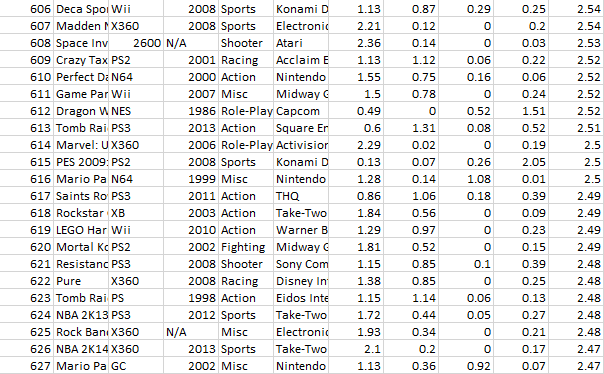 606 Deca Spor Wii 2008 Sports Konami D 1.13 0.87 0.29 0.25 2.54
607 Madden N X360 2008 Sports Electronic 2.21 0.12 0 0.2 2.54
608 Space Inv 2600 N/A Shooter Atari 2.36 0.14 0 0.03 2.53
609 Crazy Tax PS2 2001 Racing Acclaim E 1.13 1.12 0.06 0.22 2.52
610 Perfect Da N64 2000 Action Nintendo 1.55 0.75 0.16 0.06 2.52
611 Game Par Wii 2007 Misc Midway G 1.5 0.78 0 0.24 2.52
612 Dragon W NES 1986 Role-Play Capcom 0.49 0 0.52 1.51 2.52
613 Tomb Rai PS3 2013 Action Square En 0.6 1.31 0.08 0.52 2.51
614 Marvel: U X360 2006 Role-Play Activision 2.29 0.02 0 0.19 2.5
615 PES 2009: PS2 2008 Sports Konami D 0.13 0.07 0.26 2.05 2.5
616 Mario Pa N64 1999 Misc Nintendo 1.28 0.14 1.08 0.01 2.5
617 Saints Ro PS3 2011 Action THQ 0.86 1.06 0.18 0.39 2.49
618 Rockstar XB 2003 Action Take-Two 1.84 0.56 0 0.09 2.49
619 LEGO Har Wii 2010 Action Warner B 1.29 0.97 0 0.23 2.49
620 Mortal Ko PS2 2002 Fighting Midway G 1.81 0.52 0 0.15 2.49
621 Resistanc PS3 2008 Shooter Sony Com 1.15 0.85 0.1 0.39 2.48
622 Pure X360 2008 Racing Disney In 1.38 0.85 0 0.25 2.48
623 Tomb Rai PS 1998 Action Eidos Inte 1.15 1.14 0.06 0.13 2.48
624 NBA 2K13 PS3 2012 Sports Take-Two 1.72 0.44 0.05 0.27 2.48
625 Rock Ban X360 N/A Misc Electronic 1.93 0.34 0 0.21 2.48
626 NBA 2K14 X360 2013 Sports Take-Two 2.1 0.2 0 0.17 2.47
627 Mario Pa GC 2002 Misc Nintendo 1.13 0.36 0.92 0.07 2.47